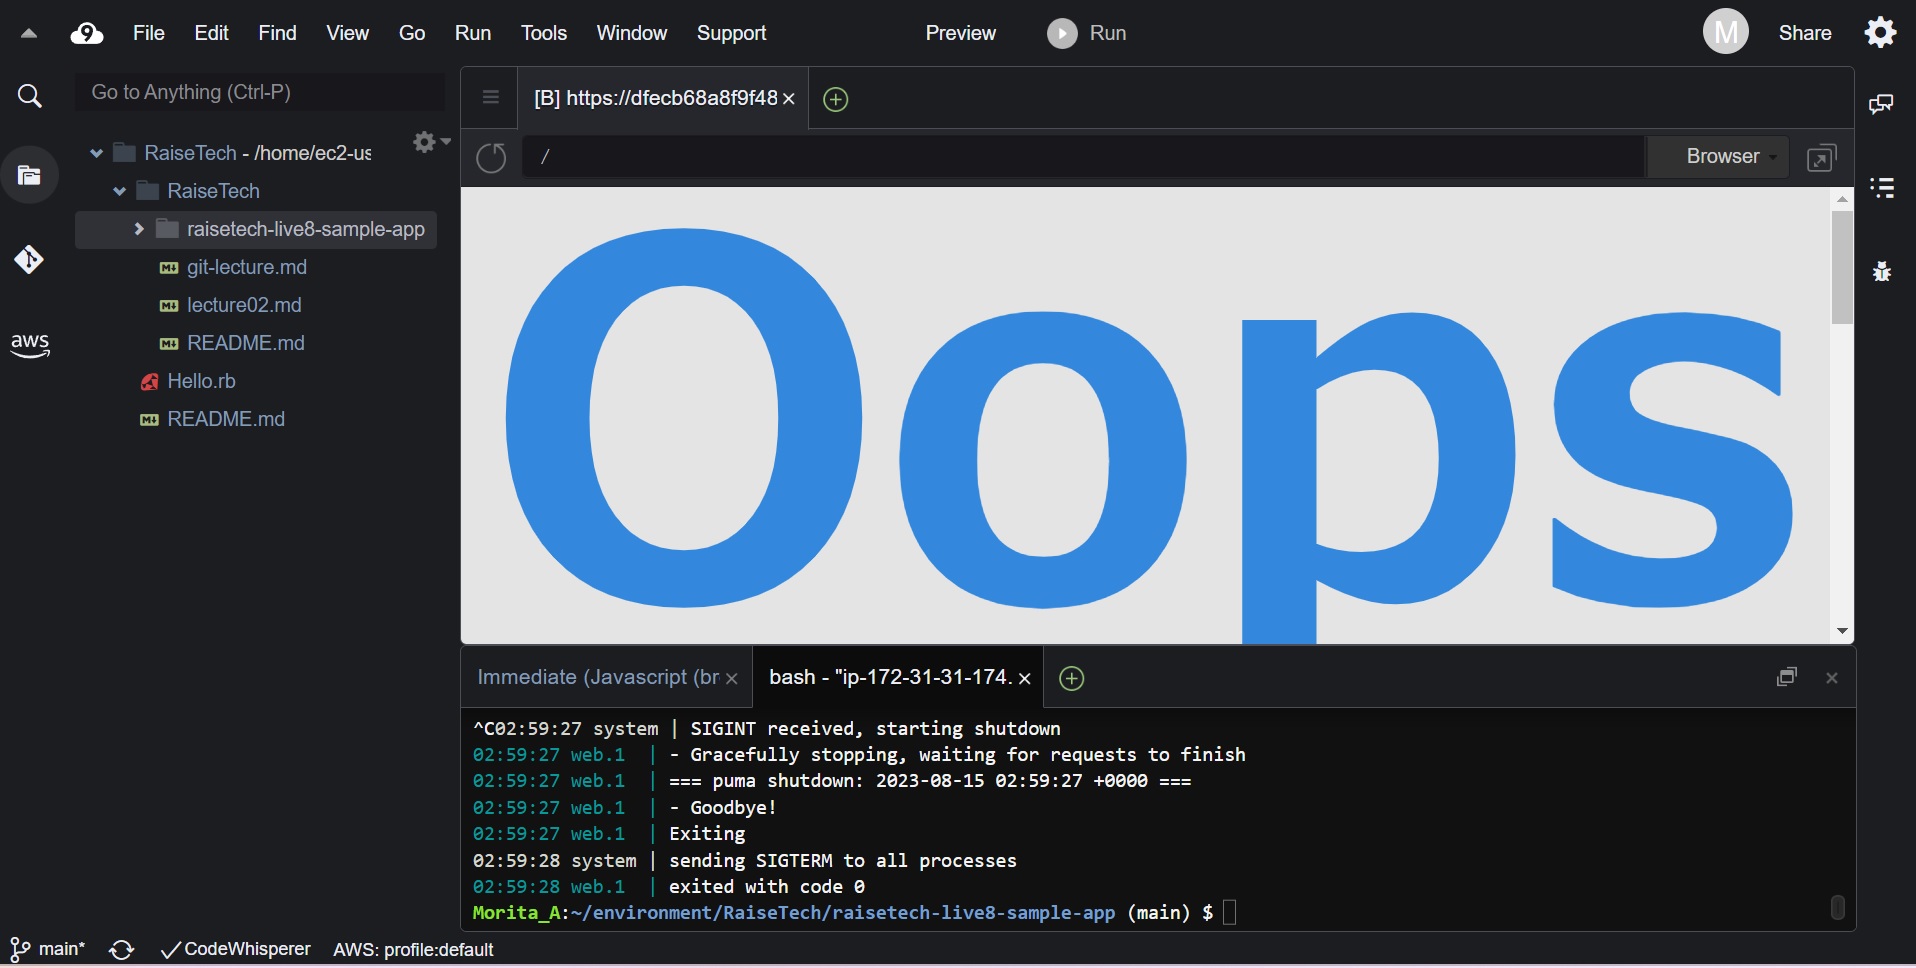 File Edit Find View Go Run Tools Window Support Preview Run M Share
Go to Anything (Ctrl-P)
RaiseTech - /home/ec2-us
RaiseTech
raisetech-live8-sample-app
git-lecture.md
lecture02.md
README.md
Hello.rb
README.md
aws
[B] https://dfecb68a8f9f48
/
Browser
Oops
Immediate (Javascript (br
bash - "ip-172-31-31-174.
^C02:59:27 system | SIGINT received, starting shutdown
02:59:27 web.1  | - Gracefully stopping, waiting for requests to finish
02:59:27 web.1  | === puma shutdown: 2023-08-15 02:59:27 +0000 ===
02:59:27 web.1  | - Goodbye!
02:59:27 web.1  | Exiting
02:59:28 system | sending SIGTERM to all processes
02:59:28 web.1  | exited with code 0
Morita_A:~/environment/RaiseTech/raisetech-live8-sample-app (main) $
main* CodeWhisperer AWS: profile:default